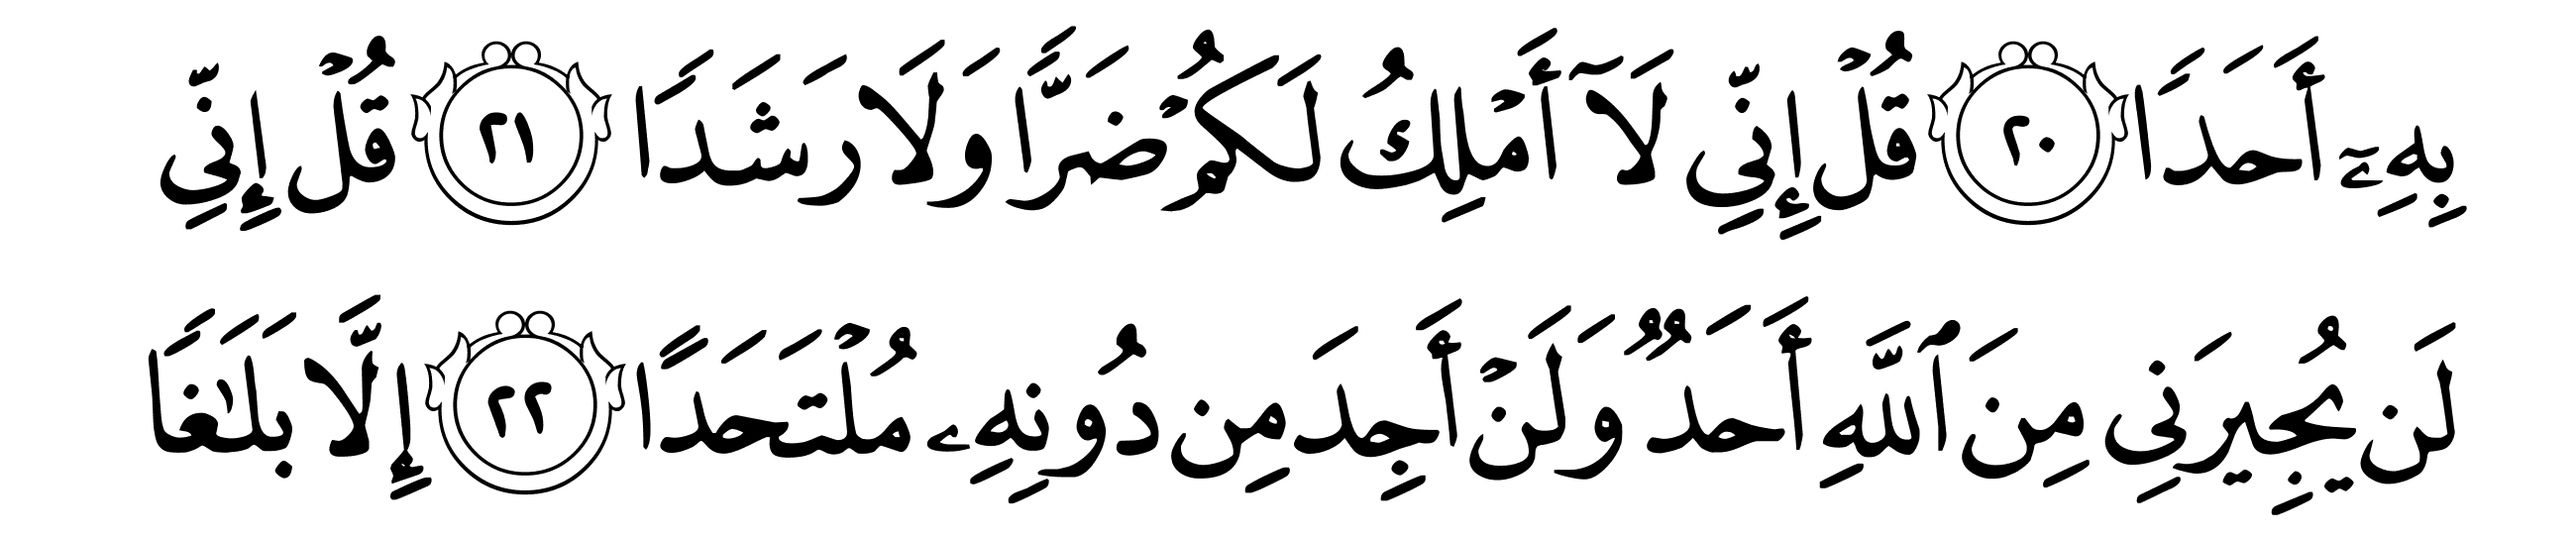 بِهِۦٓ أَحَدًا ٢٠ قُلْ إِنِّي لَآ أَمْلِكُ لَكُمْ ضَرًّا وَلَا رَشَدًا ٢١ قُلْ إِنِّي
لَن يُجِيرَنِي مِنَ ٱللَّهِ أَحَدٌ وَلَنْ أَجِدَ مِن دُونِهِۦ مُلْتَحَدًا ٢٢ إِلَّا بَلَٰغًا